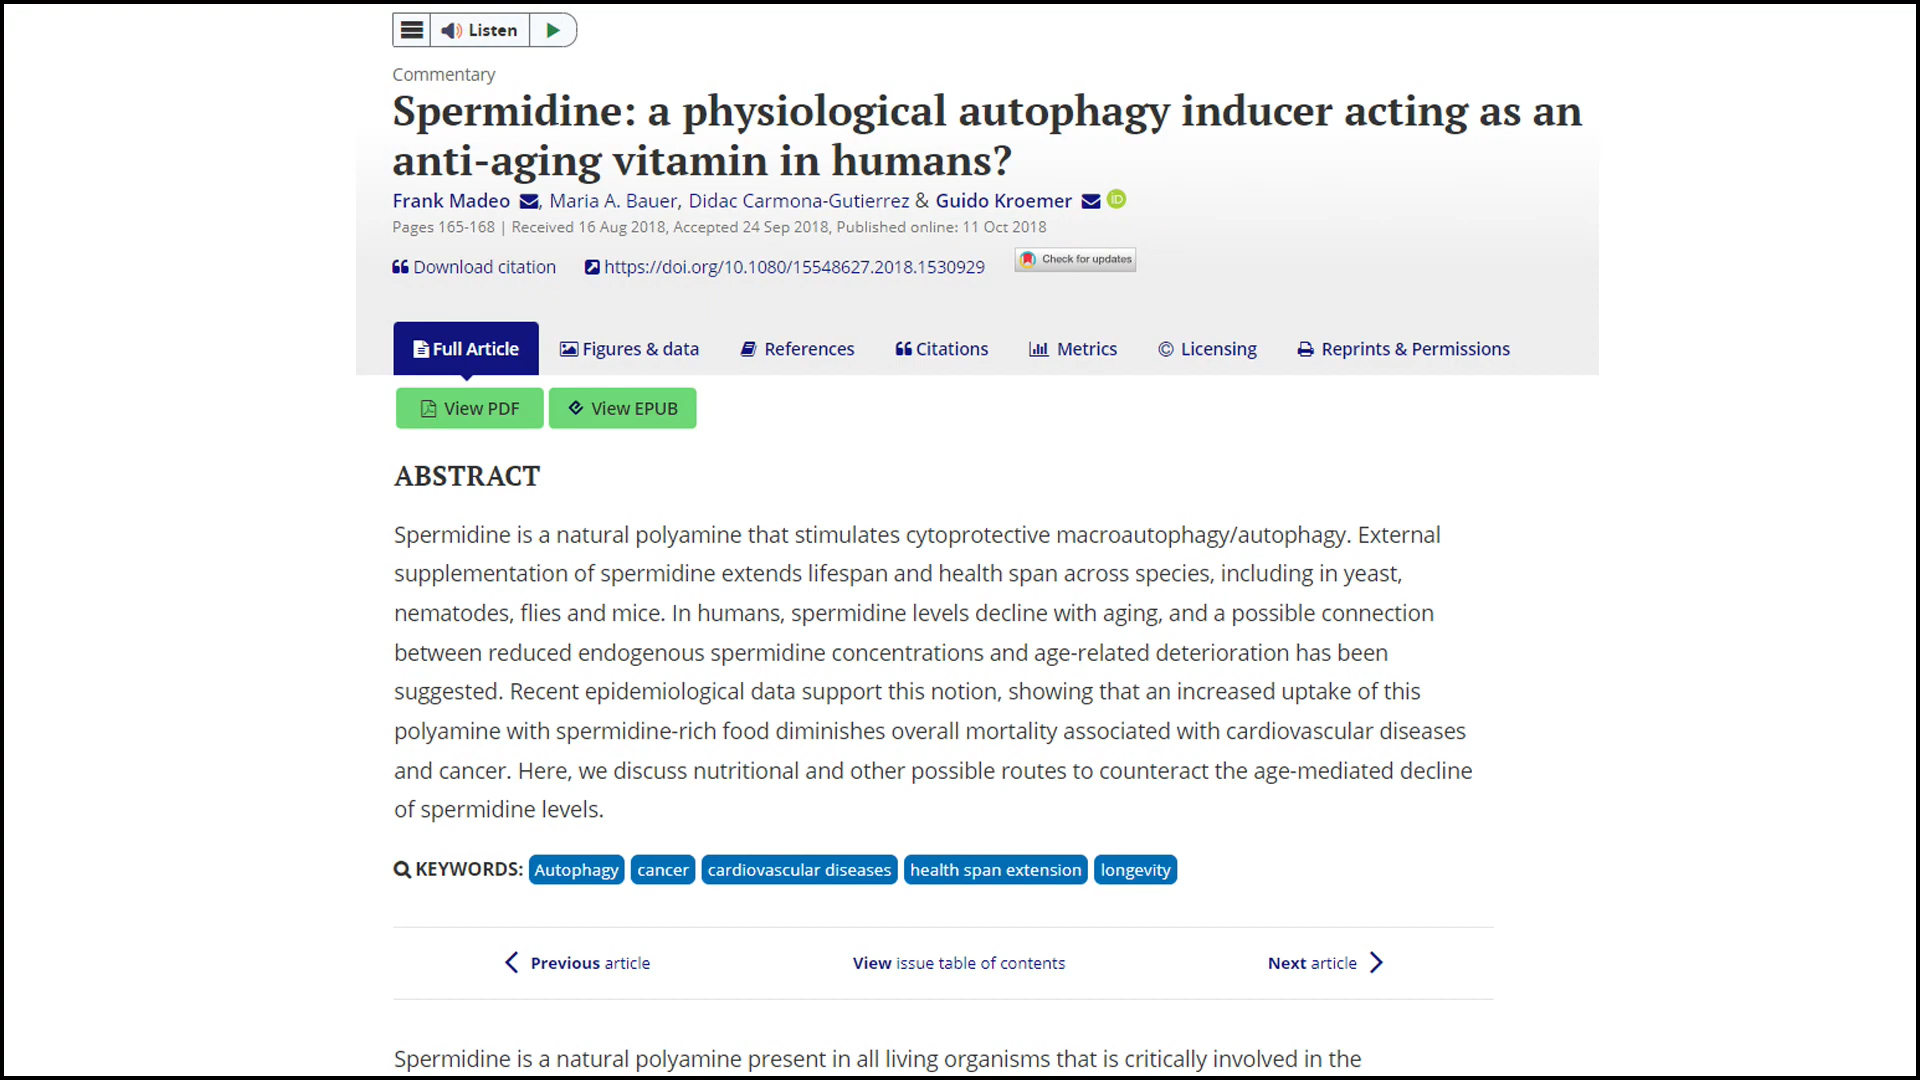 Listen
Commentary
Spermidine: a physiological autophagy inducer acting as an
anti-aging vitamin in humans?
Frank Madeo , Maria A. Bauer, Didac Carmona-Gutierrez & Guido Kroemer iD
Pages 165-168 | Received 16 Aug 2018, Accepted 24 Sep 2018, Published online: 11 Oct 2018
Download citation https://doi.org/10.1080/15548627.2018.1530929 Check for updates
Full Article Figures & data References Citations Metrics Licensing Reprints & Permissions
View PDF View EPUB
ABSTRACT
Spermidine is a natural polyamine that stimulates cytoprotective macroautophagy/autophagy. External
supplementation of spermidine extends lifespan and health span across species, including in yeast,
nematodes, flies and mice. In humans, spermidine levels decline with aging, and a possible connection
between reduced endogenous spermidine concentrations and age-related deterioration has been
suggested. Recent epidemiological data support this notion, showing that an increased uptake of this
polyamine with spermidine-rich food diminishes overall mortality associated with cardiovascular diseases
and cancer. Here, we discuss nutritional and other possible routes to counteract the age-mediated decline
of spermidine levels.
KEYWORDS: Autophagy cancer cardiovascular diseases health span extension longevity
Previous article View issue table of contents Next article
Spermidine is a natural polyamine present in all living organisms that is critically involved in the